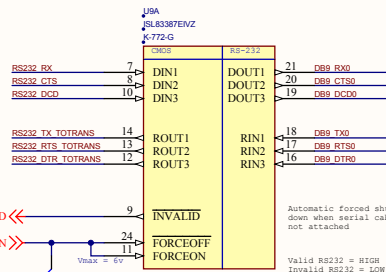 U9A
ISL83387EIVZ
K-772-G
CMOS RS-232
RS232_RX 7 DIN1 DOUT1 21 DB9_RX0
RS232_CTS 8 DIN2 DOUT2 20 DB9_CTS0
RS232_DCD 10 DIN3 DOUT3 19 DB9_DCD0
RS232_TX_TOTRANS 14 ROUT1 RIN1 18 DB9_TX0
RS232_RTS_TOTRANS 13 ROUT2 RIN2 17 DB9_RTS0
RS232_DTR_TOTRANS 12 ROUT3 RIN3 16 DB9_DTR0
D 9 INVALID
Automatic forced shu
down when serial cab
not attached
N 24 FORCEOFF
11 FORCEON
Vmax = 6v
Valid RS232 = HIGH
Invalid RS232 = LOW